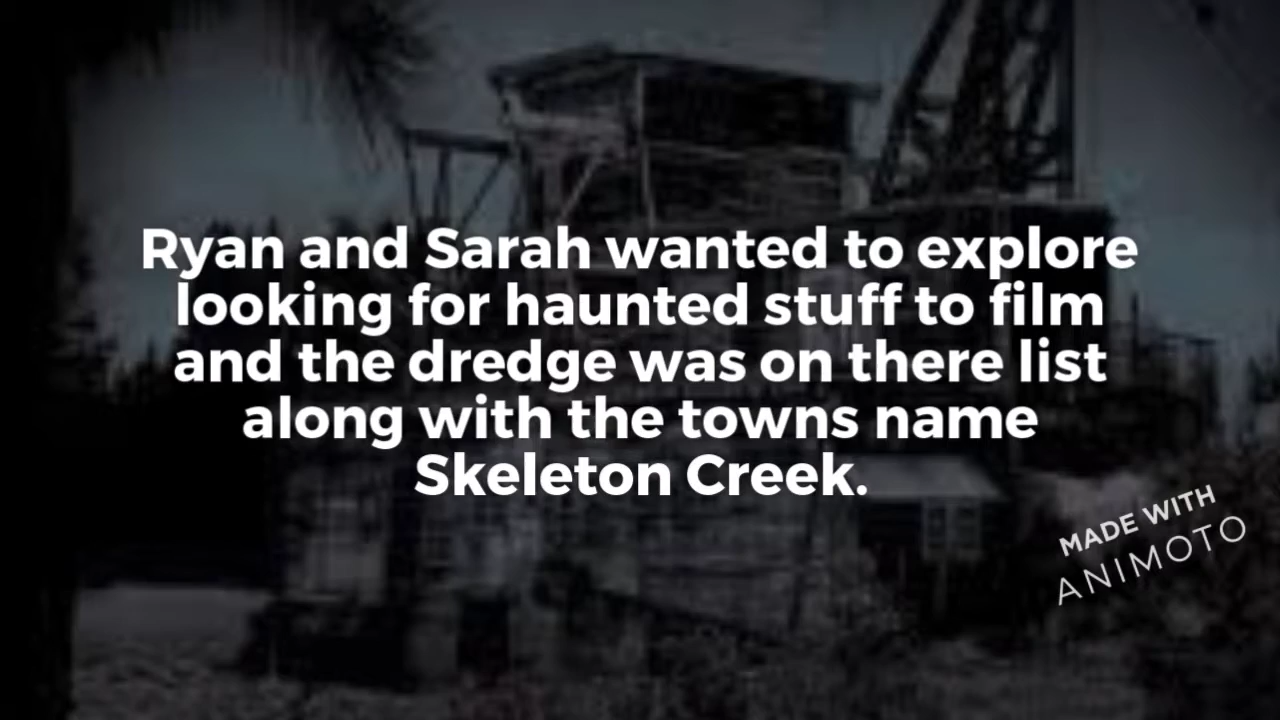 Ryan and Sarah wanted to explore
looking for haunted stuff to film
and the dredge was on there list
along with the towns name
Skeleton Creek.
MADE WITH
ANIMOTO